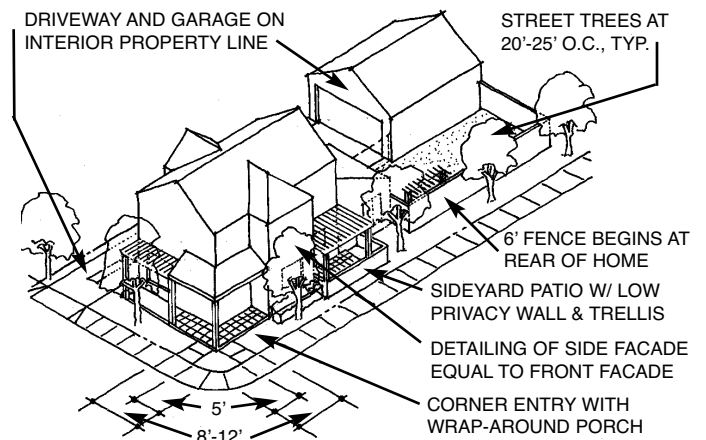 DRIVEWAY AND GARAGE ON
INTERIOR PROPERTY LINE
STREET TREES AT
20'-25' O.C., TYP.
6' FENCE BEGINS AT
REAR OF HOME
SIDEYARD PATIO W/ LOW
PRIVACY WALL & TRELLIS
DETAILING OF SIDE FACADE
EQUAL TO FRONT FACADE
CORNER ENTRY WITH
WRAP-AROUND PORCH
5'
8'-12'